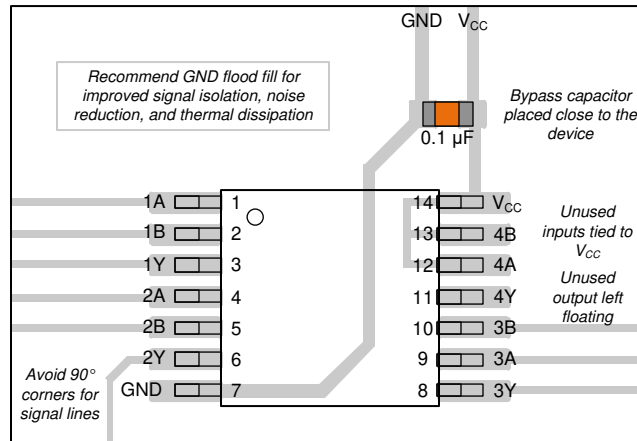 GND VCC
Recommend GND flood fill for
improved signal isolation, noise
reduction, and thermal dissipation
Bypass capacitor
placed close to the
device
0.1 µF
1A 1 14 VCC
1B 2 13 4B
1Y 3 12 4A
2A 4 11 4Y
2B 5 10 3B
2Y 6 9 3A
GND 7 8 3Y
Unused
inputs tied to
VCC
Unused
output left
floating
Avoid 90°
corners for
signal lines